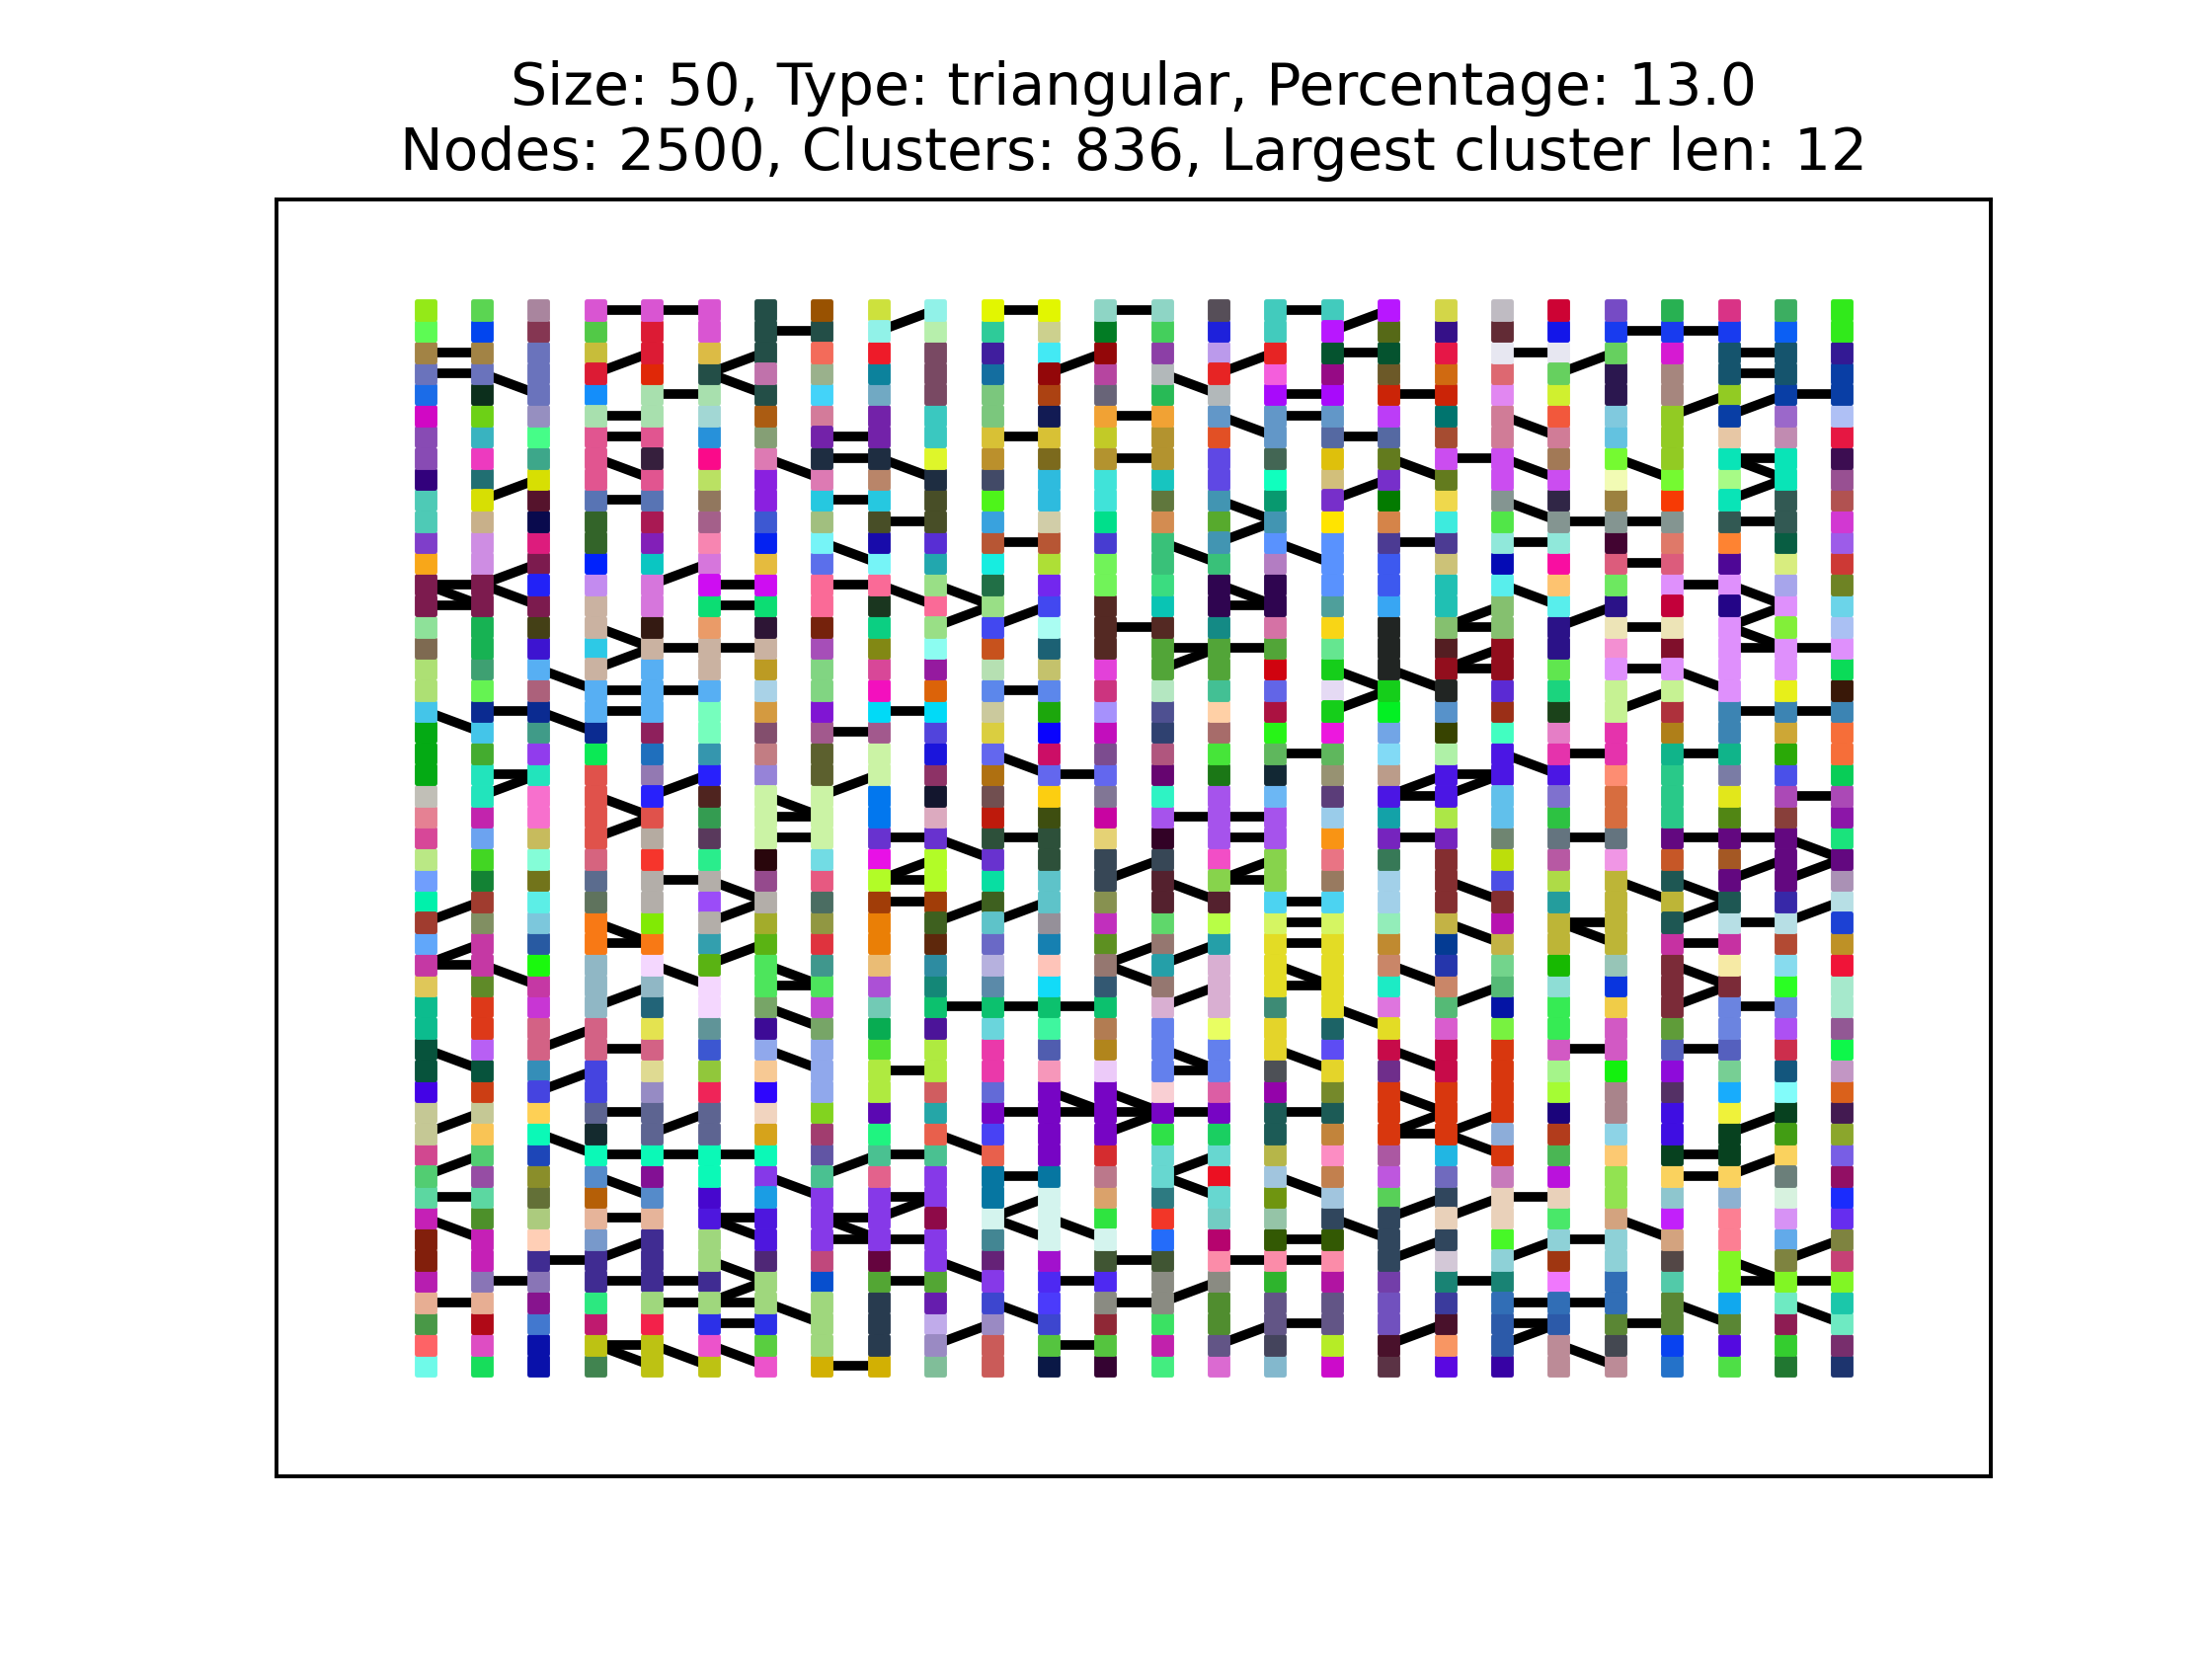 Size: 50, Type: triangular, Percentage: 13.0
Nodes: 2500, Clusters: 836, Largest cluster len: 12